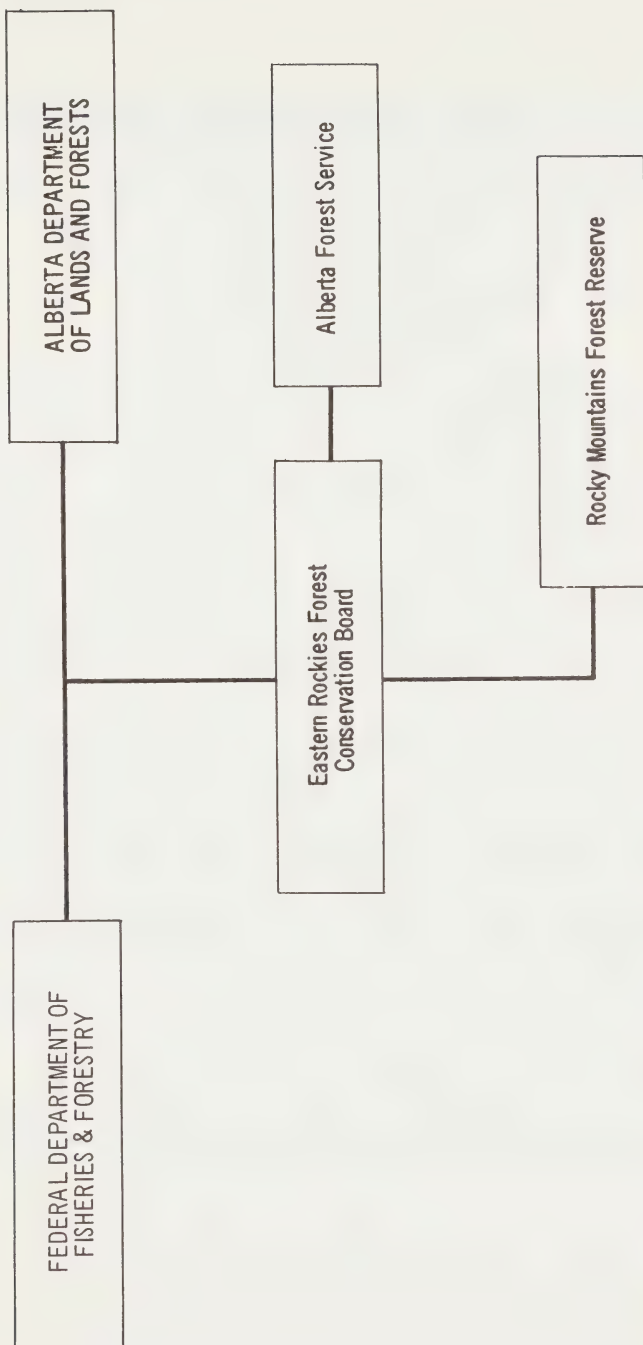 FEDERAL DEPARTMENT OF
FISHERIES & FORESTRY
ALBERTA DEPARTMENT
OF LANDS AND FORESTS
Eastern Rockies Forest
Conservation Board
Alberta Forest Service
Rocky Mountains Forest Reserve